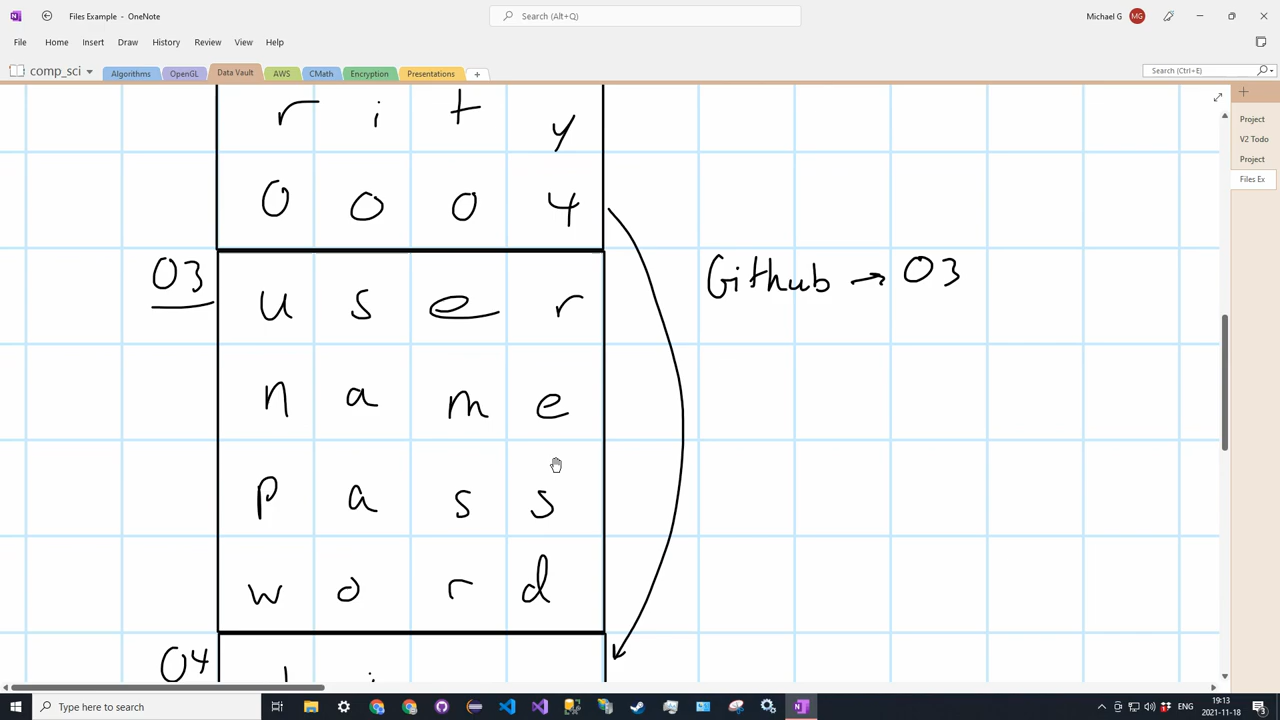 Files Example - OneNote
Search (Alt+Q)
Michael G
MG
File Home Insert Draw History Review View Help
comp_sci
Algorithms OpenGL Data Vault AWS CMath Encryption Presentations +
Search (Ctrl+E)
Project
V2 Todo
Project
Files Ex
r i t y
0 0 0 4
03
u s e r
Github → 03
n a m e
p a s s
w o r d
04
Type here to search
19:13
2021-11-18